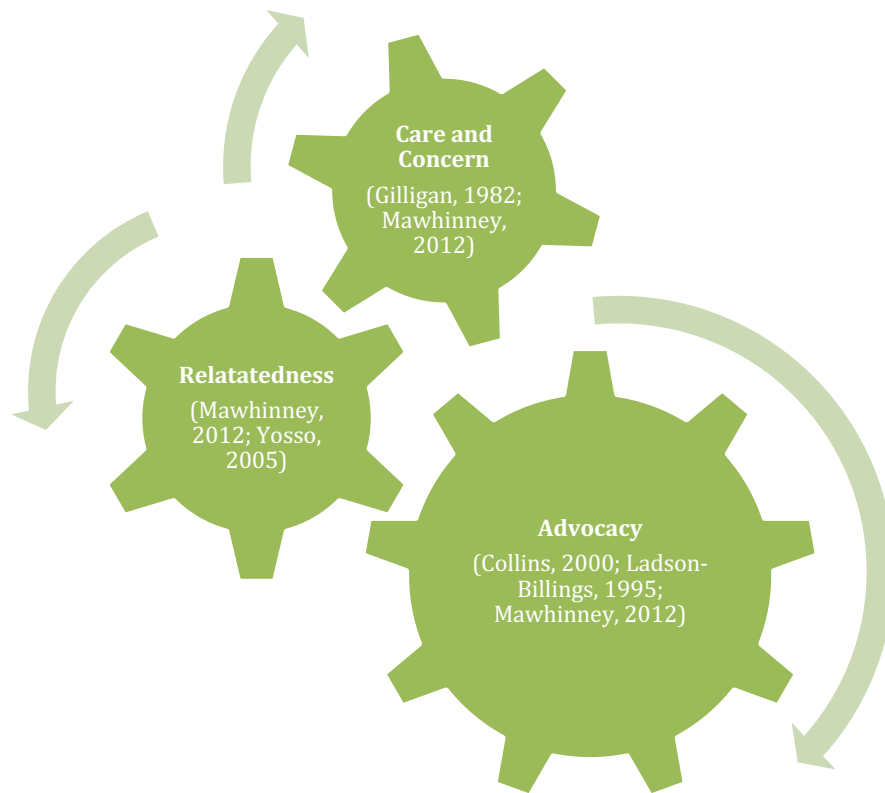 Care and
Concern
(Gilligan, 1982;
Mawhinney,
2012)
Relatatedness
(Mawhinney,
2012; Yosso,
2005)
Advocacy
(Collins, 2000; Ladson-
Billings, 1995;
Mawhinney, 2012)